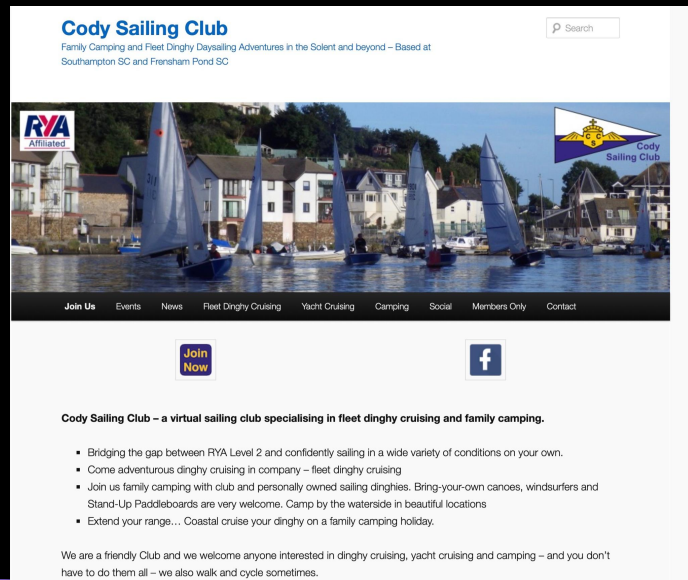 Cody Sailing Club
Search
Family Camping and Fleet Dinghy Daysailing Adventures in the Solent and beyond – Based at
Southampton SC and Frensham Pond SC
RYA
Affiliated
C
C S
S
Cody
Sailing Club
Join Us Events News Fleet Dinghy Cruising Yacht Cruising Camping Social Members Only Contact
Join
Now
f
Cody Sailing Club – a virtual sailing club specialising in fleet dinghy cruising and family camping.
Bridging the gap between RYA Level 2 and confidently sailing in a wide variety of conditions on your own.
Come adventurous dinghy cruising in company – fleet dinghy cruising
Join us family camping with club and personally owned sailing dinghies. Bring-your-own canoes, windsurfers and
Stand-Up Paddleboards are very welcome. Camp by the waterside in beautiful locations
Extend your range… Coastal cruise your dinghy on a family camping holiday.
We are a friendly Club and we welcome anyone interested in dinghy cruising, yacht cruising and camping – and you don't
have to do them all – we also walk and cycle sometimes.